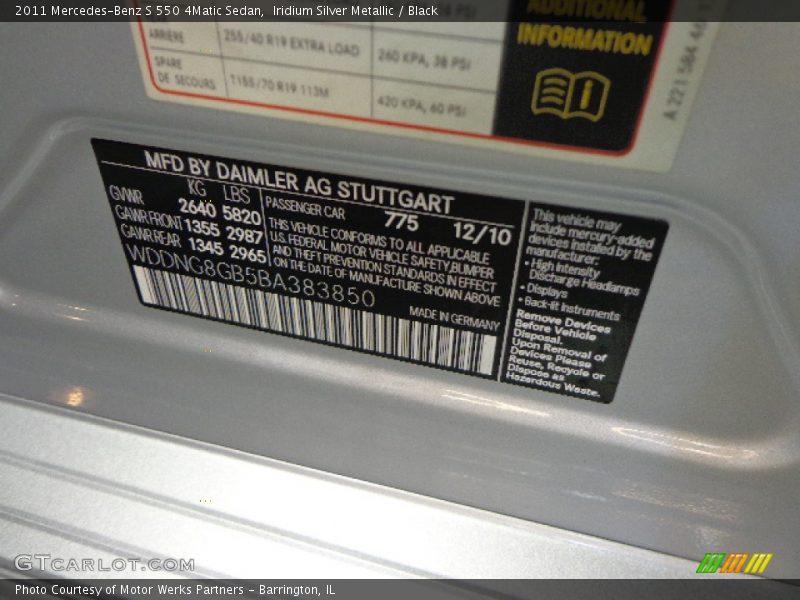 2011 Mercedes-Benz S 550 4Matic Sedan,  Iridium Silver Metallic / Black
ADDITIONAL
INFORMATION
ARRIÈRE 255/40 R19 EXTRA LOAD 260 KPA, 38 PSI
SPARE
DE SECOURS T155/70 R19 113M 420 KPA, 60 PSI
A 221 584 46
MFD BY DAIMLER AG STUTTGART
KG LBS
GVWR 2640 5820
GAWR FRONT 1355 2987
GAWR REAR 1345 2965
PASSENGER CAR 775 12/10
THIS VEHICLE CONFORMS TO ALL APPLICABLE
U.S. FEDERAL MOTOR VEHICLE SAFETY,BUMPER
AND THEFT PREVENTION STANDARDS IN EFFECT
ON THE DATE OF MANUFACTURE SHOWN ABOVE
WDDNG8GB5BA383850
MADE IN GERMANY
This vehicle may
include mercury-added
devices installed by the
manufacturer:
• High Intensity
Discharge Headlamps
• Displays
• Back-lit Instruments
Remove Devices
Before Vehicle
Disposal.
Upon Removal of
Devices Please
Reuse, Recycle or
Dispose as
Hazardous Waste.
GTcarlot.com
Photo Courtesy of Motor Werks Partners - Barrington, IL